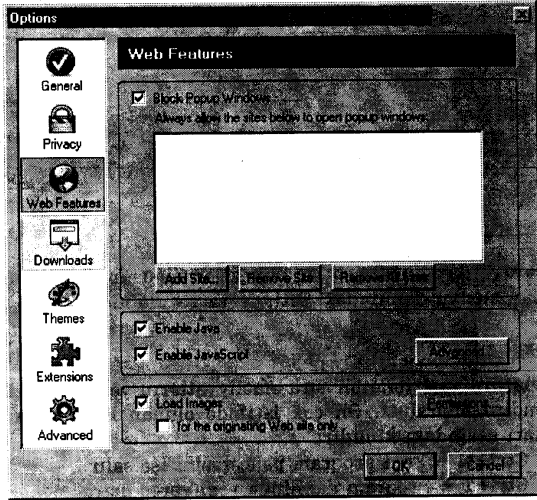 Options
General
Privacy
Web Features
Downloads
Themes
Extensions
Advanced
Web Features
Block Popup Windows
Always allow the sites below to open popup windows:
Add Site...
Remove Site
Remove All Sites
Enable Java
Enable JavaScript
Advanced...
Load Images
Permissions...
for the originating Web site only
OK
Cancel